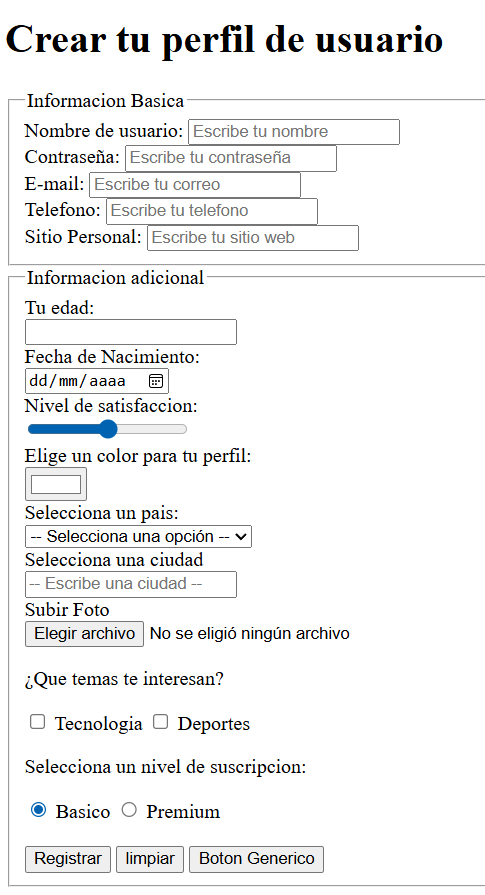 Crear tu perfil de usuario
Informacion Basica
Nombre de usuario: Escribe tu nombre
Contraseña: Escribe tu contraseña
E-mail: Escribe tu correo
Telefono: Escribe tu telefono
Sitio Personal: Escribe tu sitio web
Informacion adicional
Tu edad:
Fecha de Nacimiento:
dd/mm/aaaa
Nivel de satisfaccion:
Elige un color para tu perfil:
Selecciona un pais:
-- Selecciona una opción --
Selecciona una ciudad
-- Escribe una ciudad --
Subir Foto
Elegir archivo No se eligió ningún archivo
¿Que temas te interesan?
Tecnologia Deportes
Selecciona un nivel de suscripcion:
Basico Premium
Registrar limpiar Boton Generico